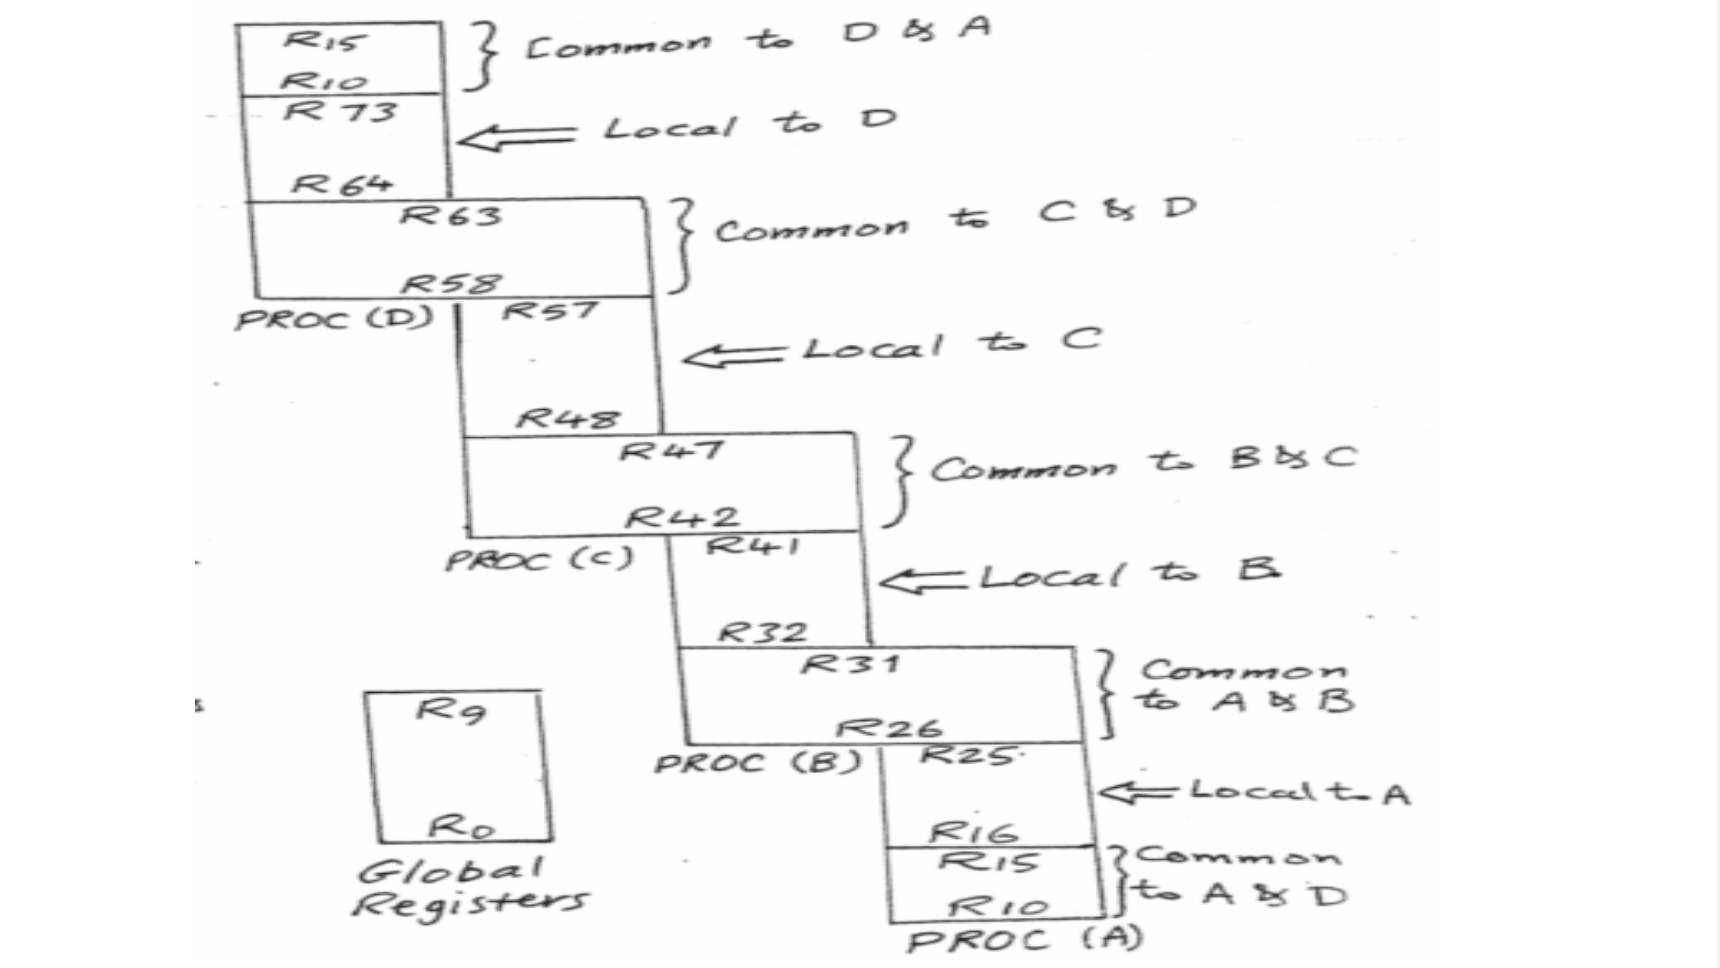 R15
Common to D & A
R10
R73
Local to D
R64
R63
Common to C & D
R58
PROC (D)
R57
Local to C
R48
R47
Common to B & C
R42
PROC (C)
R41
Local to B
R32
R31
Common
to A & B
R26
PROC (B)
R25
Local to A
R16
R15
Common
to A & D
R10
PROC (A)
R9
R0
Global
Registers